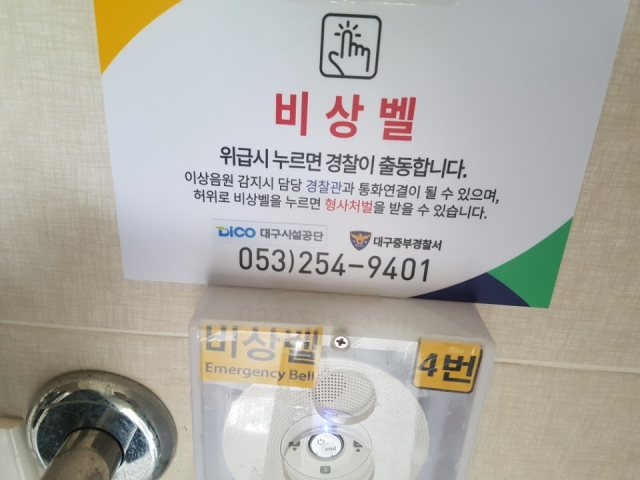 비상벨
위급시 누르면 경찰이 출동합니다.
이상음원 감지시 담당 경찰관과 통화연결이 될 수 있으며,
허위로 비상벨을 누르면 형사처벌을 받을 수 있습니다.
DiCO 대구시설공단 대구중부경찰서
053)254-9401
비상벨 4번
Emergency Bell